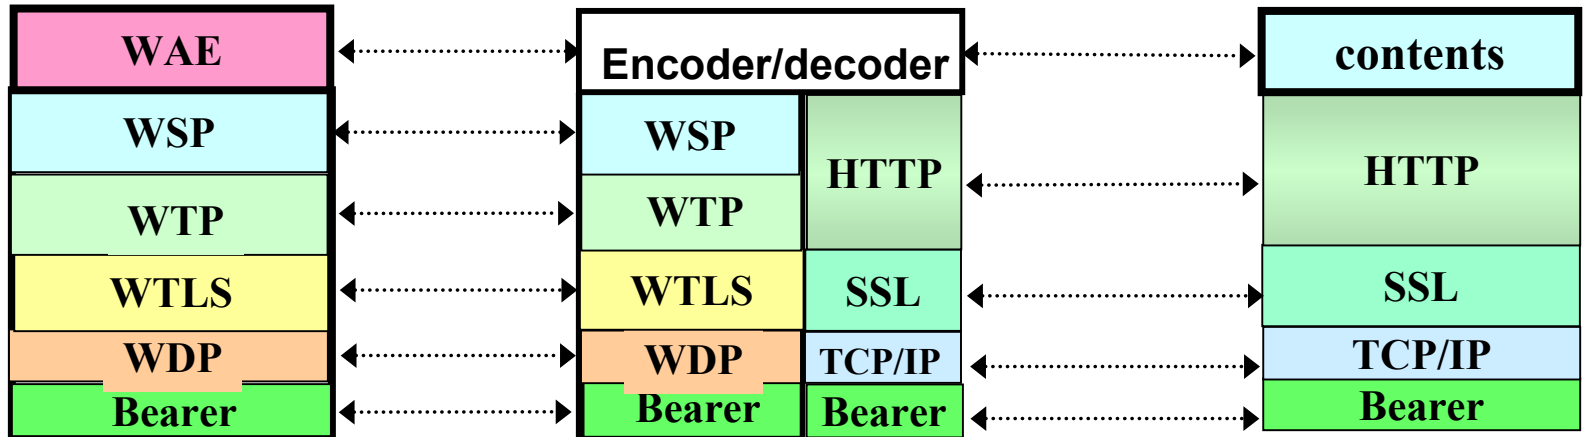 WAE
WSP
WTP
WTLS
WDP
Bearer
Encoder/decoder
WSP
WTP
WTLS
WDP
Bearer
HTTP
SSL
TCP/IP
Bearer
contents
HTTP
SSL
TCP/IP
Bearer